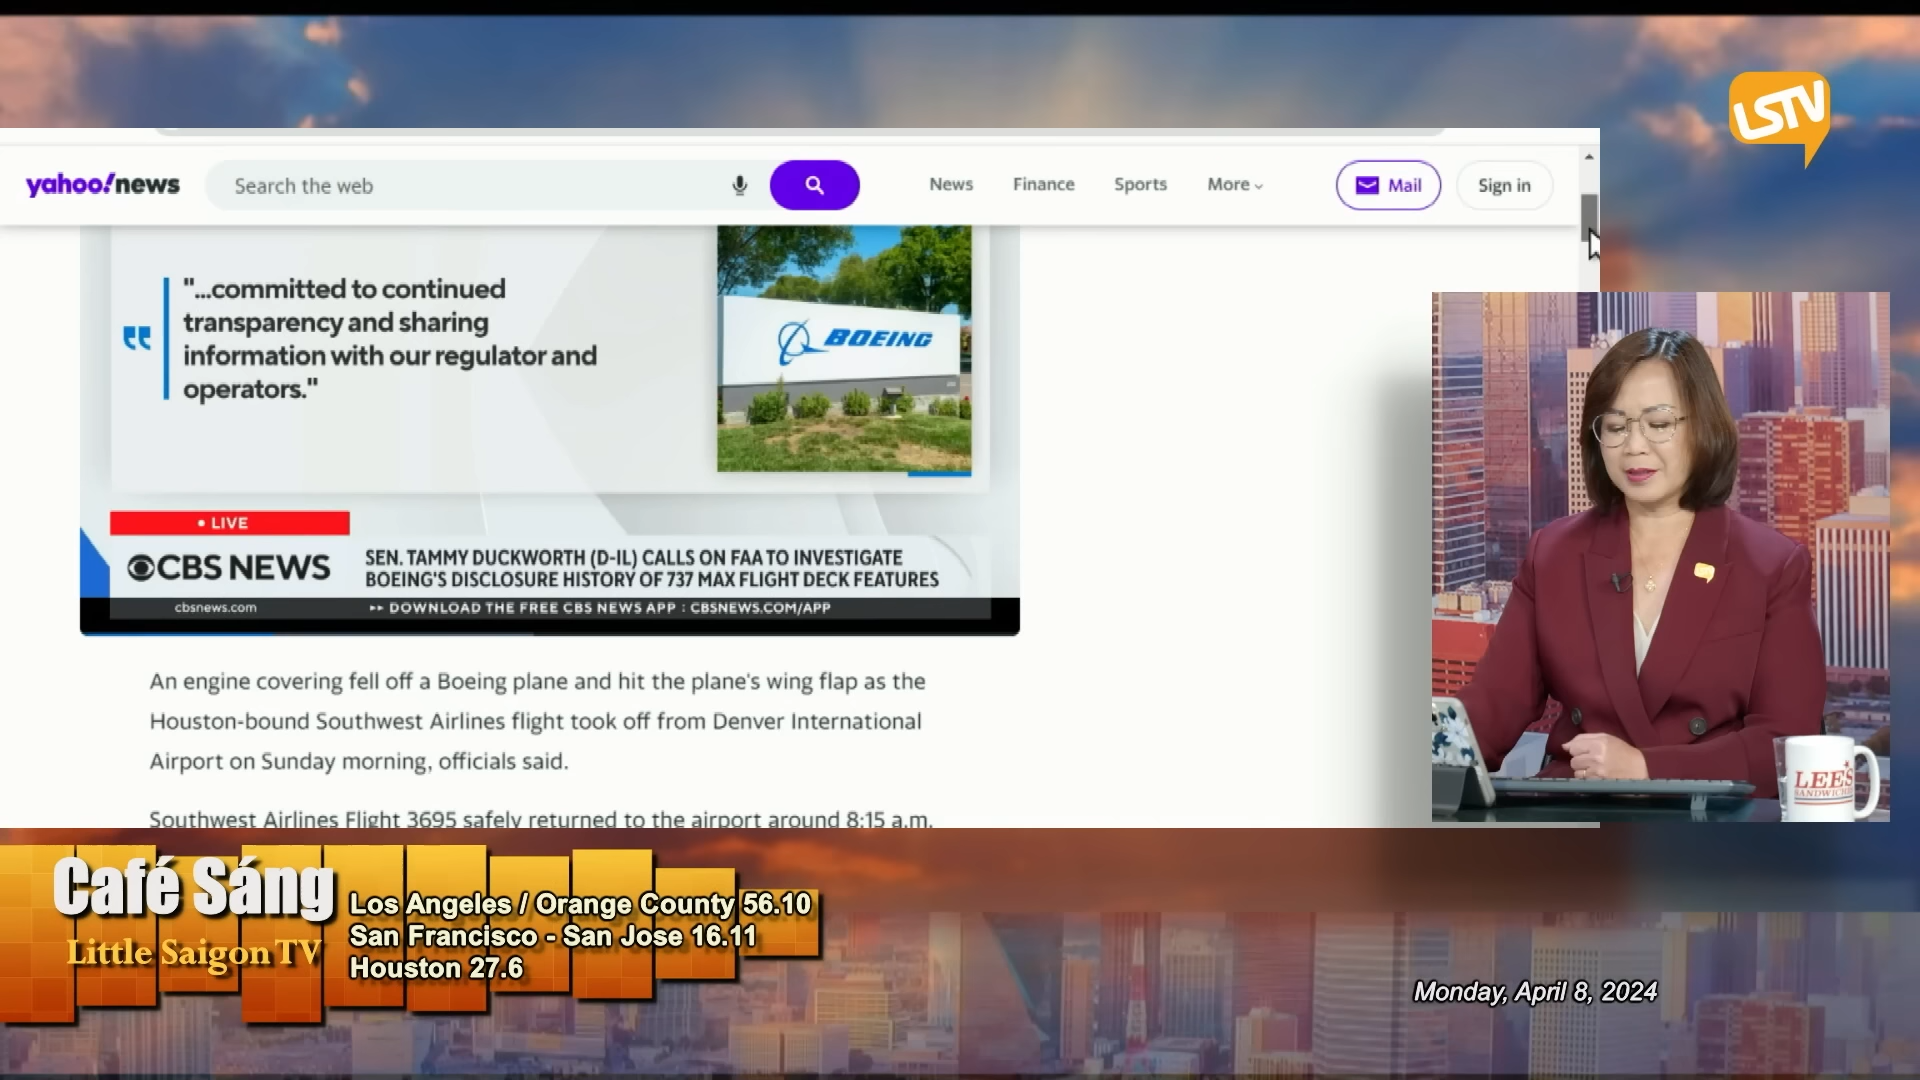 LSTV
yahoo!news
Search the web
News
Finance
Sports
More
Mail
Sign in
"...committed to continued
transparency and sharing
information with our regulator and
operators."
BOEING
• LIVE
CBS NEWS
SEN. TAMMY DUCKWORTH (D-IL) CALLS ON FAA TO INVESTIGATE
BOEING'S DISCLOSURE HISTORY OF 737 MAX FLIGHT DECK FEATURES
cbsnews.com
DOWNLOAD THE FREE CBS NEWS APP : CBSNEWS.COM/APP
An engine covering fell off a Boeing plane and hit the plane's wing flap as the
Houston-bound Southwest Airlines flight took off from Denver International
Airport on Sunday morning, officials said.
Southwest Airlines Flight 3695 safely returned to the airport around 8:15 a.m.
LEE'S
SANDWICHES
Café Sáng
Little Saigon TV
Los Angeles / Orange County 56.10
San Francisco - San Jose 16.11
Houston 27.6
Monday, April 8, 2024